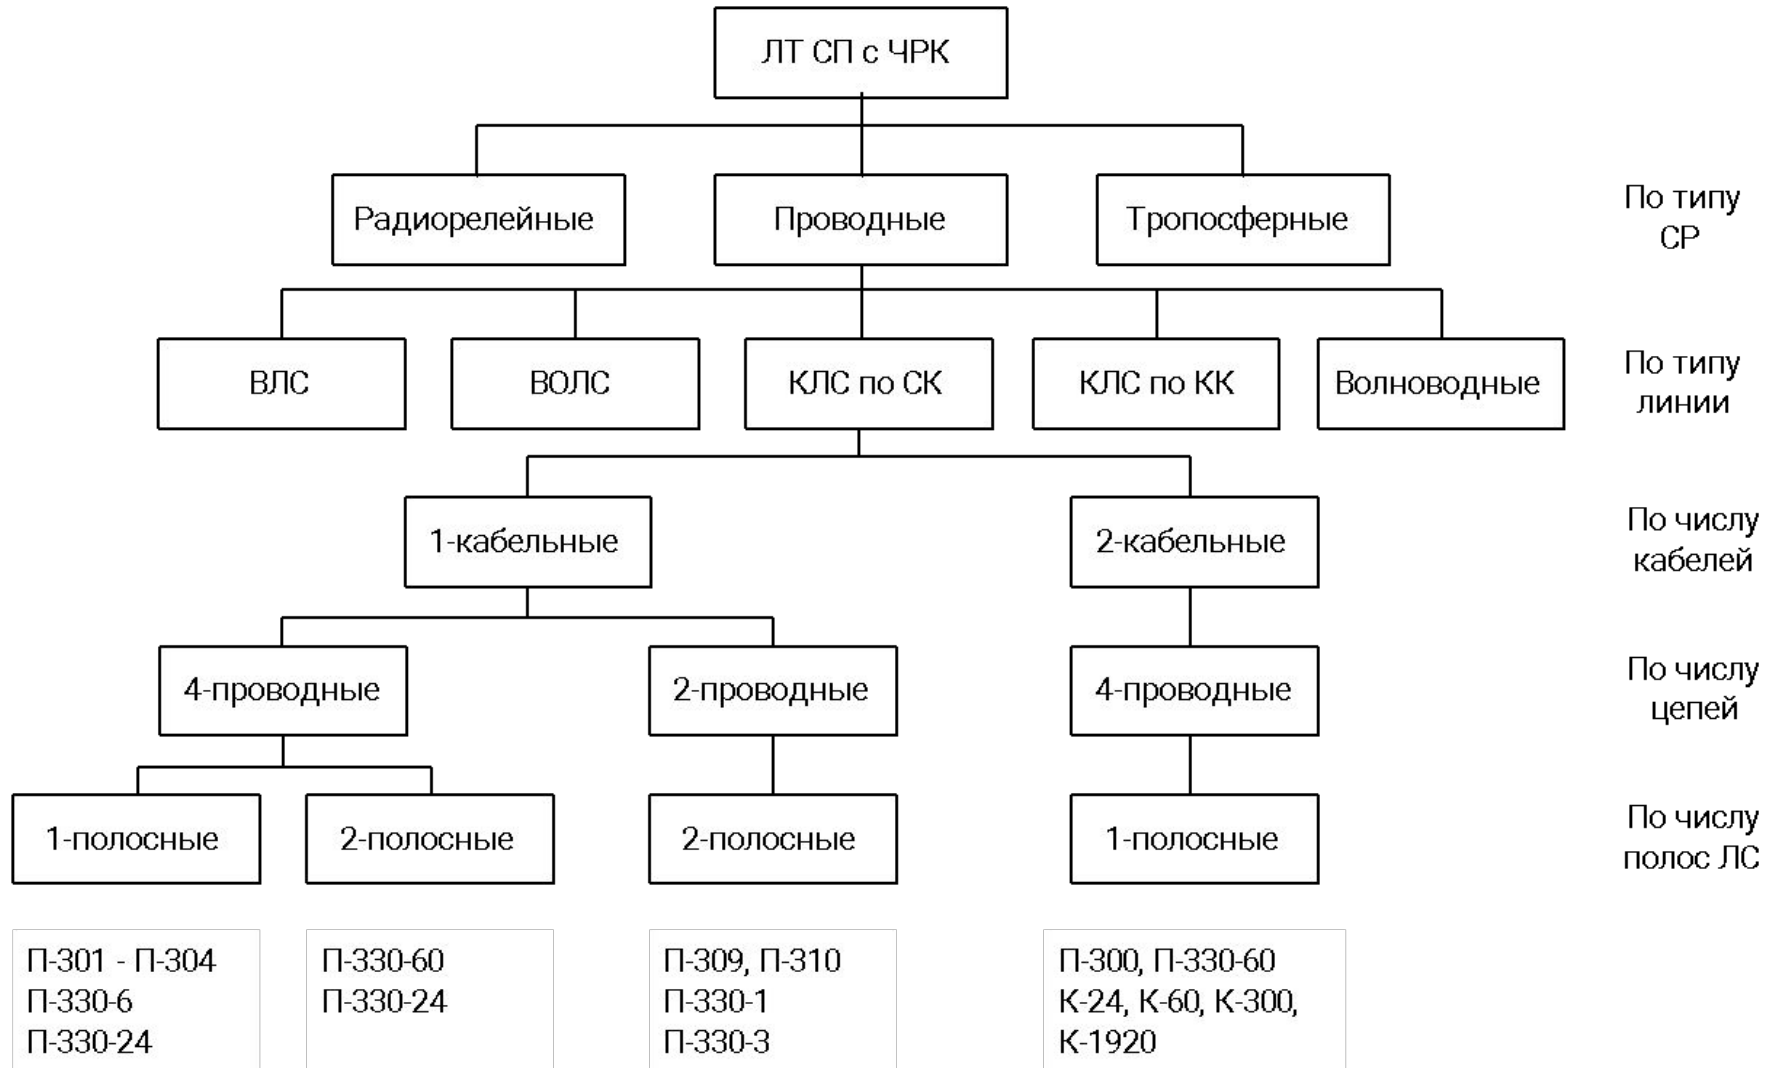 ЛТ СП с ЧРК
Радиорелейные
Проводные
Тропосферные
По типу
СР
ВЛС
ВОЛС
КЛС по СК
КЛС по КК
Волноводные
По типу
линии
1-кабельные
2-кабельные
По числу
кабелей
4-проводные
2-проводные
4-проводные
По числу
цепей
1-полосные
2-полосные
2-полосные
1-полосные
По числу
полос ЛС
П-301 - П-304
П-330-6
П-330-24
П-330-60
П-330-24
П-309, П-310
П-330-1
П-330-3
П-300, П-330-60
К-24, К-60, К-300,
К-1920